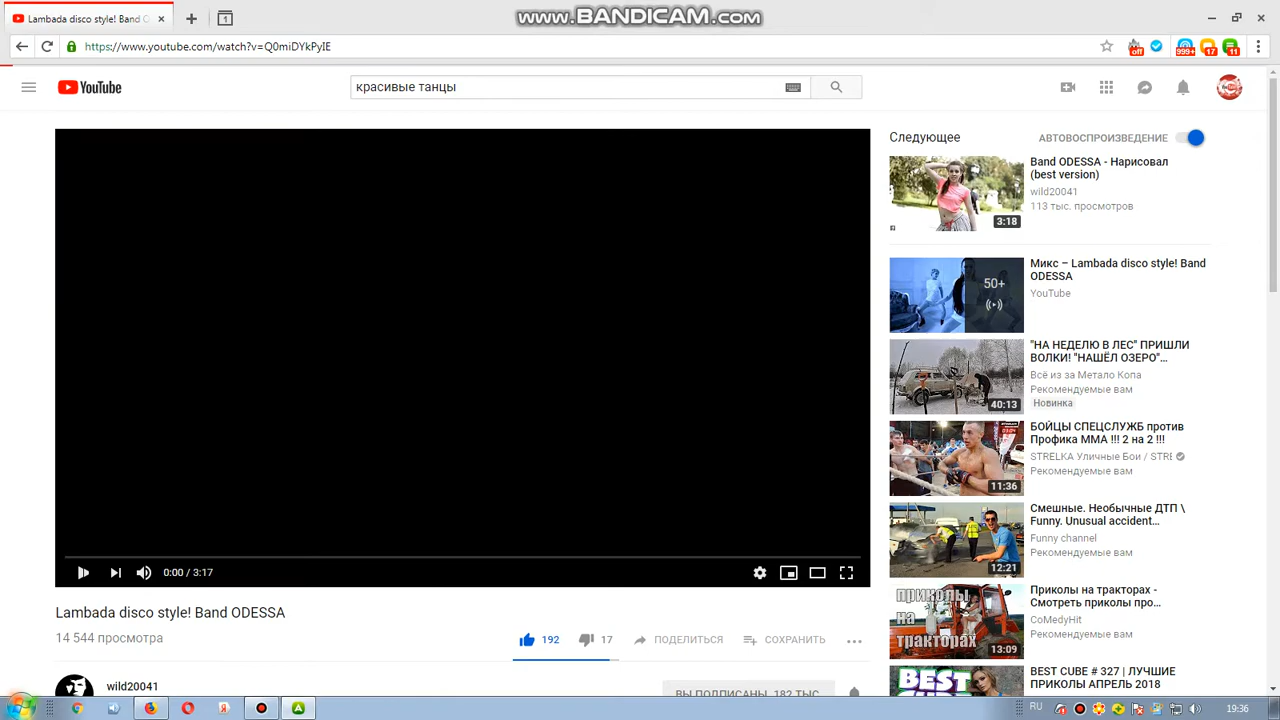 Lambada disco style! Band O
www.BANDICAM.com
https://www.youtube.com/watch?v=Q0miDYkPyIE
off
999+
17
11
YouTube
красивые танцы
Следующее
АВТОВОСПРОИЗВЕДЕНИЕ
3:18
Band ODESSA - Нарисовал
(best version)
wild20041
113 тыс. просмотров
50+
Микс – Lambada disco style! Band
ODESSA
YouTube
40:13
"НА НЕДЕЛЮ В ЛЕС" ПРИШЛИ
ВОЛКИ! "НАШЁЛ ОЗЕРО"...
Всё из за Метало Копа
Рекомендуемые вам
Новинка
11:36
БОЙЦЫ СПЕЦСЛУЖБ против
Профика ММА !!! 2 на 2 !!!
STRELKA Уличные Бои / STRE
Рекомендуемые вам
12:21
Смешные. Необычные ДТП \
Funny. Unusual accident...
Funny channel
Рекомендуемые вам
приколы
на
тракторах
13:09
Приколы на тракторах -
Смотреть приколы про...
CoMedyHit
Рекомендуемые вам
BEST
CUBE
BEST CUBE # 327 | ЛУЧШИЕ
ПРИКОЛЫ АПРЕЛЬ 2018
0:00 / 3:17
Lambada disco style! Band ODESSA
14 544 просмотра
192
17
ПОДЕЛИТЬСЯ
СОХРАНИТЬ
wild20041
ВЫ ПОДПИСАНЫ 182 ТЫС.
RU
19:36